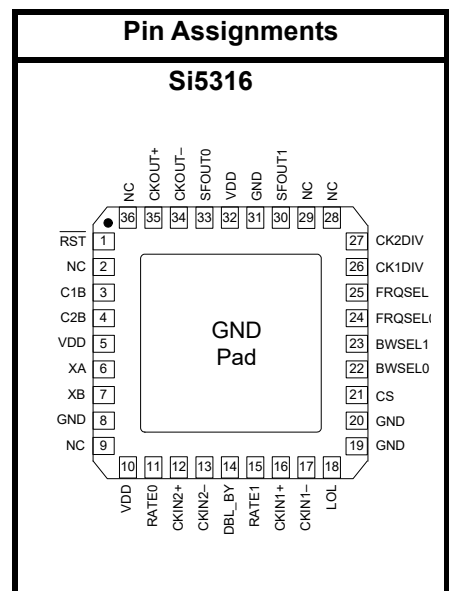 Pin Assignments
Si5316
NC
CKOUT+
CKOUT–
SFOUT0
VDD
GND
SFOUT1
NC
NC
36 35 34 33 32 31 30 29 28
RST 1
NC 2
C1B 3
C2B 4
VDD 5
XA 6
XB 7
GND 8
NC 9
GND
Pad
27 CK2DIV
26 CK1DIV
25 FRQSEL
24 FRQSEL(
23 BWSEL1
22 BWSEL0
21 CS
20 GND
19 GND
10 11 12 13 14 15 16 17 18
VDD
RATE0
CKIN2+
CKIN2–
DBL_BY
RATE1
CKIN1+
CKIN1–
LOL